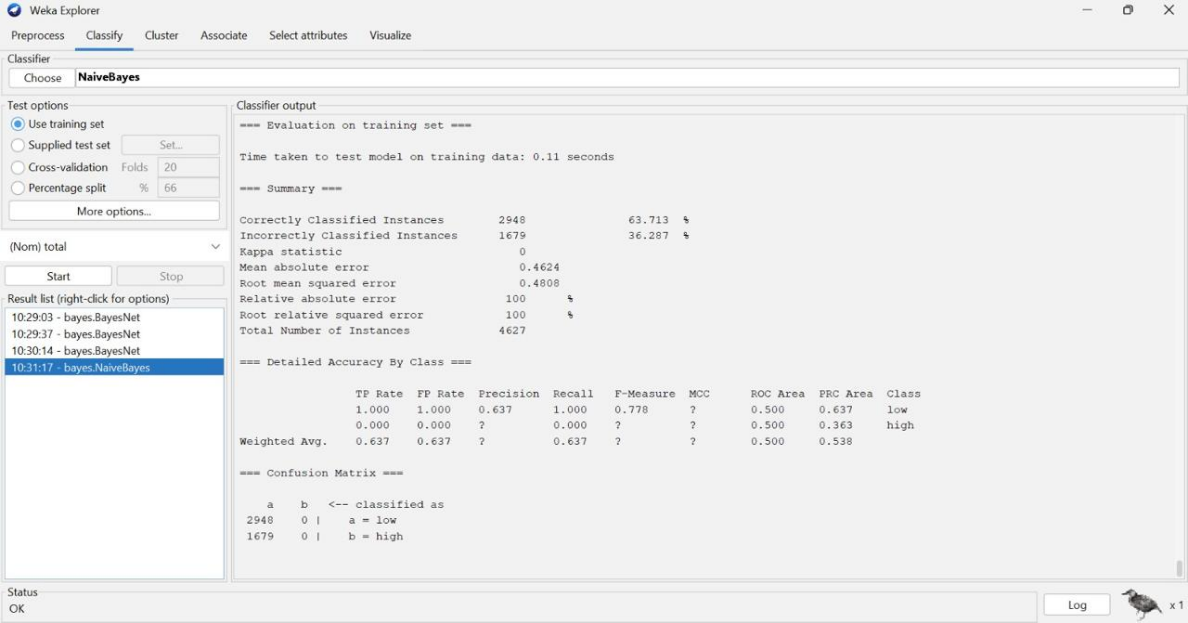 Weka Explorer
Preprocess Classify Cluster Associate Select attributes Visualize
Classifier
Choose NaiveBayes
Test options
Use training set
Supplied test set Set...
Cross-validation Folds 20
Percentage split % 66
More options...
(Nom) total
Start Stop
Result list (right-click for options)
10:29:03 - bayes.BayesNet
10:29:37 - bayes.BayesNet
10:30:14 - bayes.BayesNet
10:31:17 - bayes.NaiveBayes
Classifier output
=== Evaluation on training set ===
Time taken to test model on training data: 0.11 seconds
=== Summary ===
Correctly Classified Instances 2948 63.713 %
Incorrectly Classified Instances 1679 36.287 %
Kappa statistic 0
Mean absolute error 0.4624
Root mean squared error 0.4808
Relative absolute error 100 %
Root relative squared error 100 %
Total Number of Instances 4627
=== Detailed Accuracy By Class ===
TP Rate FP Rate Precision Recall F-Measure MCC ROC Area PRC Area Class
1.000 1.000 0.637 1.000 0.778 ? 0.500 0.637 low
0.000 0.000 ? 0.000 ? ? 0.500 0.363 high
Weighted Avg. 0.637 0.637 ? 0.637 ? ? 0.500 0.538
=== Confusion Matrix ===
a b <-- classified as
2948 0 | a = low
1679 0 | b = high
Status
OK
Log x 1